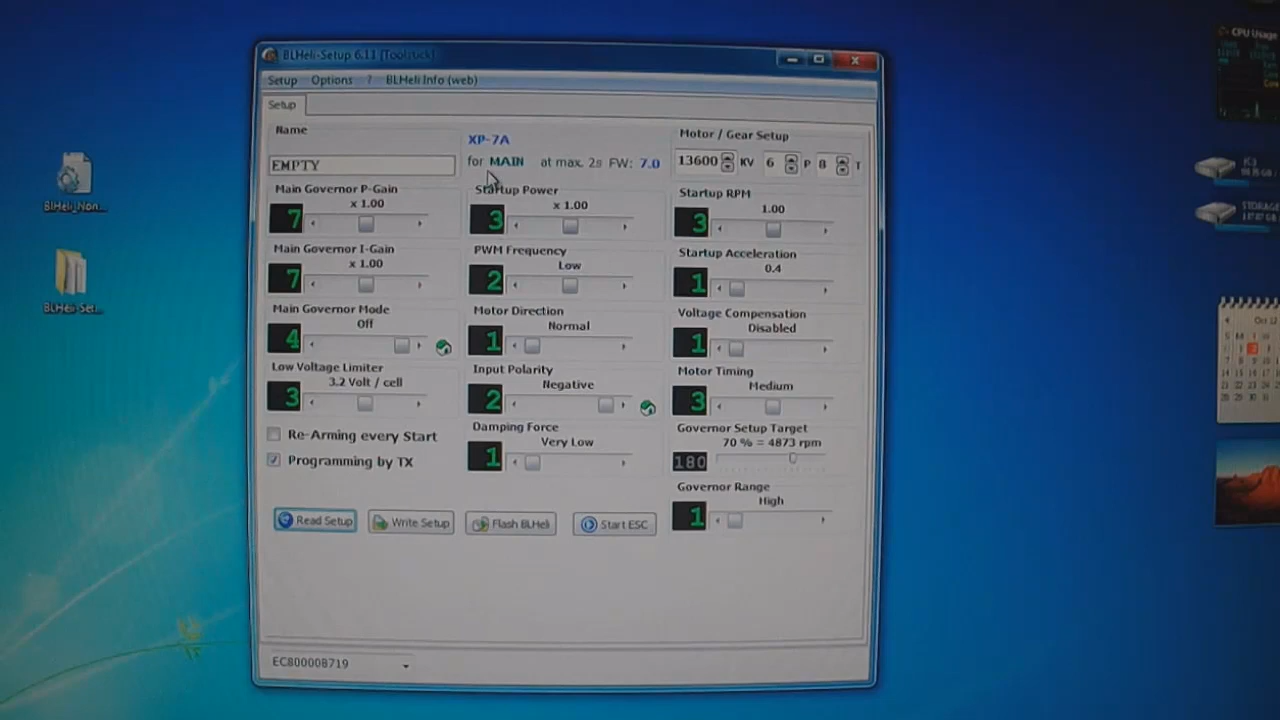 BLHeli-Setup 6.11 [Toolstick]
Setup Options ? BLHeli Info (web)
Setup
Name
EMPTY
XP-7A
for MAIN at max. 2s FW: 7.0
Motor / Gear Setup
13600 KV 6 P 8 T
Main Governor P-Gain
x 1.00
7
Startup Power
x 1.00
3
Startup RPM
1.00
3
Main Governor I-Gain
x 1.00
7
PWM Frequency
Low
2
Startup Acceleration
0.4
1
Main Governor Mode
Off
4
Motor Direction
Normal
1
Voltage Compensation
Disabled
1
Low Voltage Limiter
3.2 Volt / cell
3
Input Polarity
Negative
2
Motor Timing
Medium
3
Re-Arming every Start
Programming by TX
Damping Force
Very Low
1
Governor Setup Target
70 % = 4873 rpm
180
Governor Range
High
1
Read Setup
Write Setup
Flash BLHeli
Start ESC
EC80000B719
BLHeli_Non...
BLHeli-Set...
CPU Usage
STORAGE
Oct